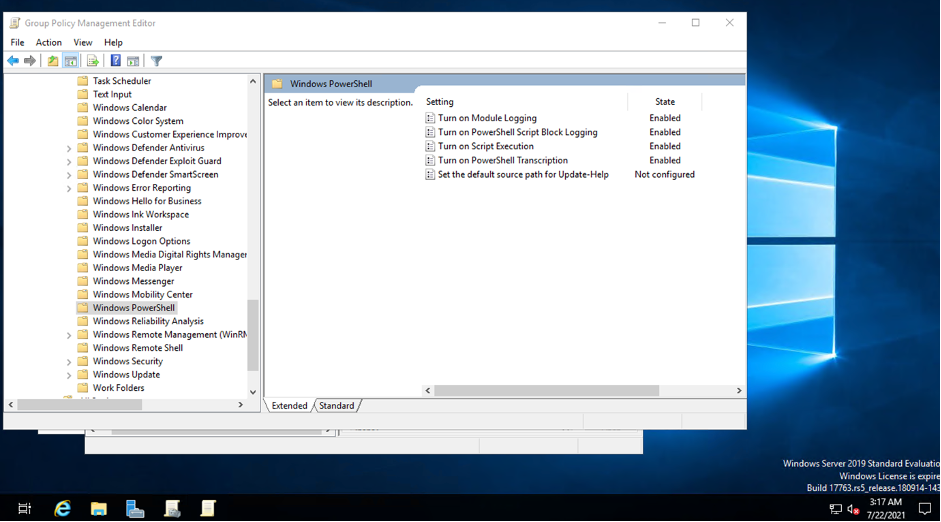 Group Policy Management Editor
File Action View Help
Task Scheduler
Text Input
Windows Calendar
Windows Color System
Windows Customer Experience Improve
Windows Defender Antivirus
Windows Defender Exploit Guard
Windows Defender SmartScreen
Windows Error Reporting
Windows Hello for Business
Windows Ink Workspace
Windows Installer
Windows Logon Options
Windows Media Digital Rights Manager
Windows Media Player
Windows Messenger
Windows Mobility Center
Windows PowerShell
Windows Reliability Analysis
Windows Remote Management (WinRM
Windows Remote Shell
Windows Security
Windows Update
Work Folders
Windows PowerShell
Select an item to view its description.
Setting State
Turn on Module Logging Enabled
Turn on PowerShell Script Block Logging Enabled
Turn on Script Execution Enabled
Turn on PowerShell Transcription Enabled
Set the default source path for Update-Help Not configured
Extended Standard
Windows Server 2019 Standard Evaluatio
Windows License is expire
Build 17763.rs5_release.180914-143
3:17 AM
7/22/2021